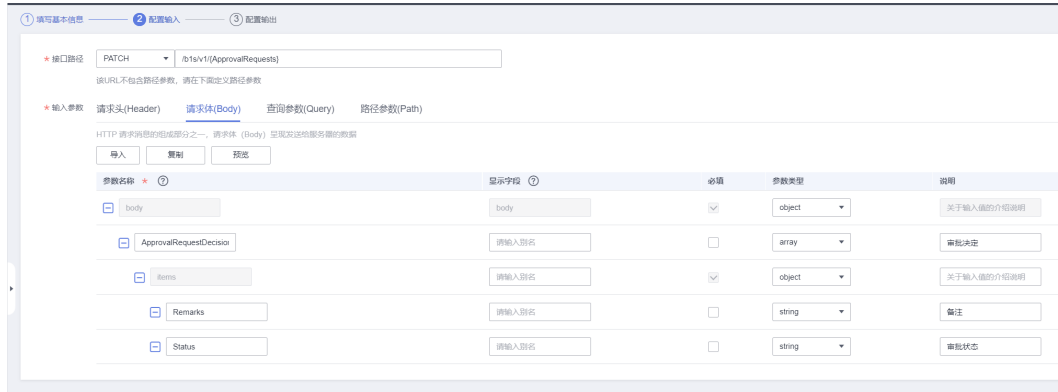 1 填写基本信息 2 配置输入 3 配置输出
* 接口路径 PATCH /b1s/v1/{ApprovalRequests}
该URL不包含路径参数，请在下面定义路径参数
* 输入参数 请求头(Header) 请求体(Body) 查询参数(Query) 路径参数(Path)
HTTP 请求消息的组成部分之一，请求体（Body）呈现发送给服务器的数据
导入 复制 预览
参数名称 * ? 显示字段 ? 必填 参数类型 说明
body body object 关于输入值的介绍说明
ApprovalRequestDecision 请输入别名 array 审批决定
items 请输入别名 object 关于输入值的介绍说明
Remarks 请输入别名 string 备注
Status 请输入别名 string 审批状态